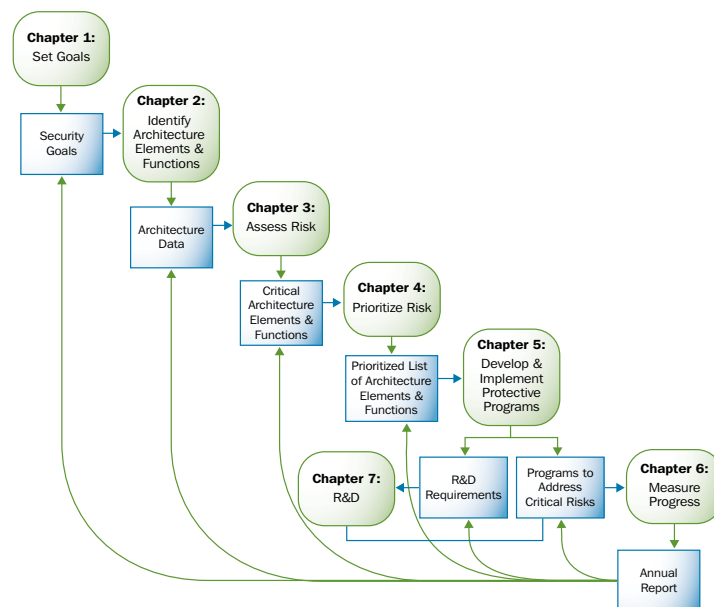 Chapter 1:
Set Goals
Security
Goals
Chapter 2:
Identify
Architecture
Elements &
Functions
Architecture
Data
Chapter 3:
Assess Risk
Critical
Architecture
Elements &
Functions
Chapter 4:
Prioritize Risk
Prioritized List
of Architecture
Elements &
Functions
Chapter 5:
Develop &
Implement
Protective
Programs
Chapter 7:
R&D
R&D
Requirements
Programs to
Address
Critical Risks
Chapter 6:
Measure
Progress
Annual
Report